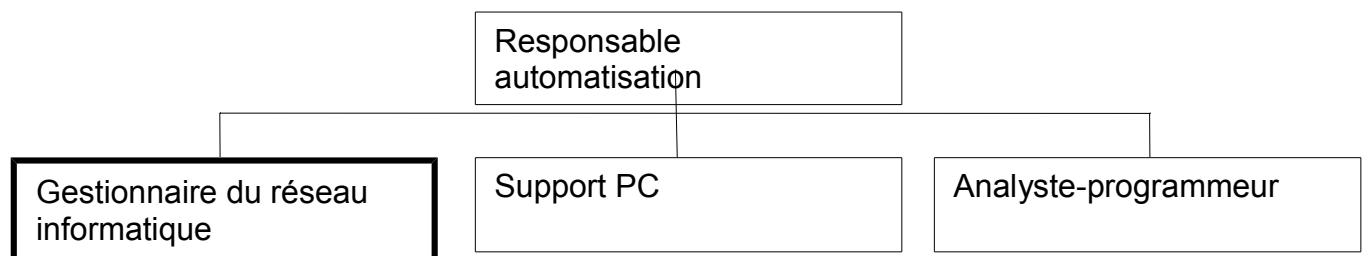 Responsable
automatisation
Gestionnaire du réseau
informatique
Support PC
Analyste-programmeur